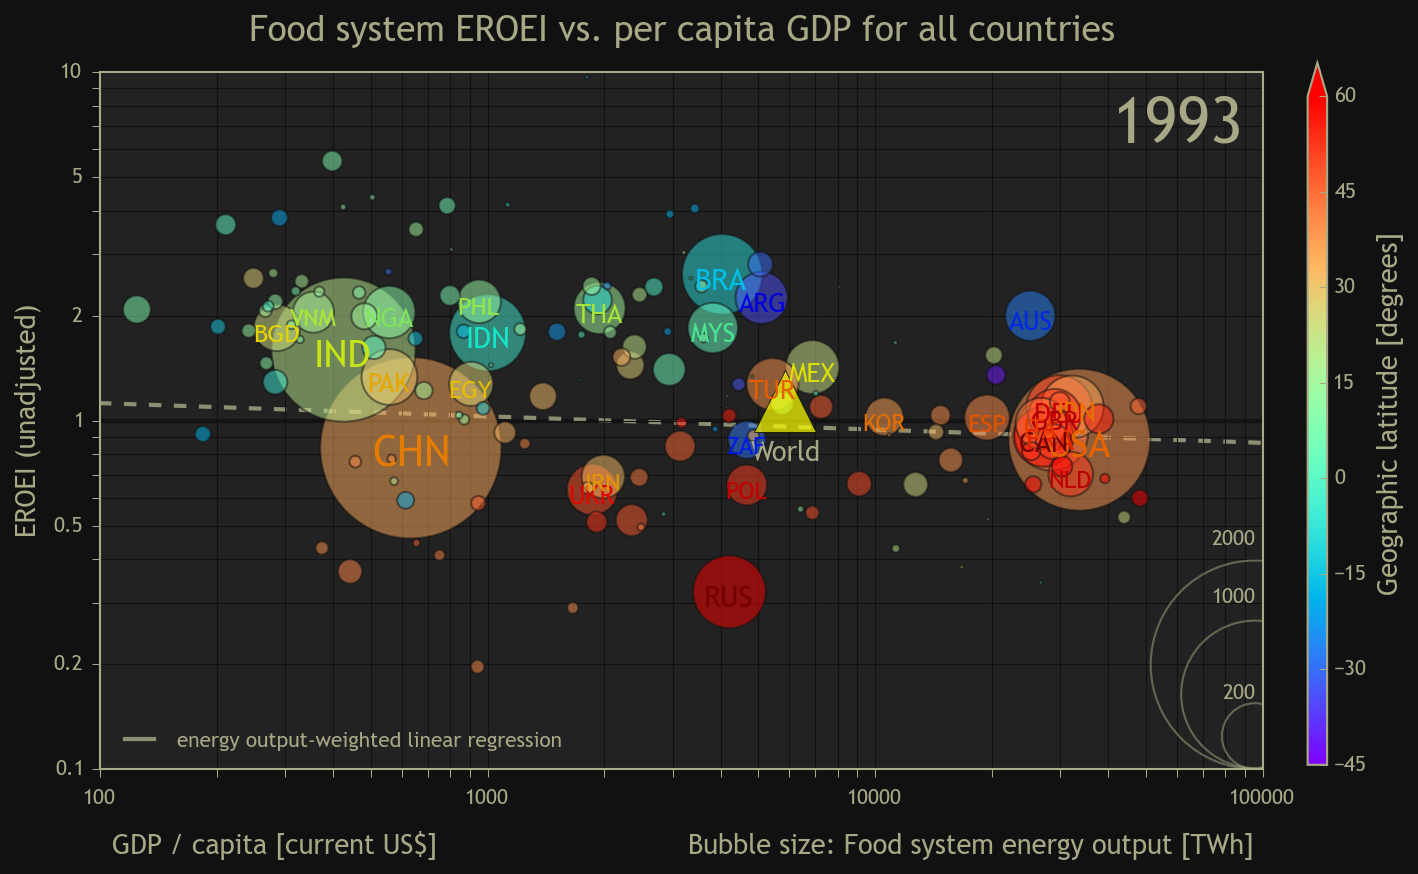 Food system EROEI vs. per capita GDP for all countries
1993
10
5
2
1
0.5
0.2
0.1
EROEI (unadjusted)
BRA
ARG
MYS
AUS
VNM
NGA
BGD
IND
PHL
IDN
THA
PAK
EGY
TUR
MEX
CHN
ZAF
World
KOR
ESP
CAN
USA
IRN
UKR
POL
NLD
RUS
2000
1000
200
energy output-weighted linear regression
100
1000
10000
100000
GDP / capita [current US$]
Bubble size: Food system energy output [TWh]
60
45
30
15
0
−15
−30
−45
Geographic latitude [degrees]